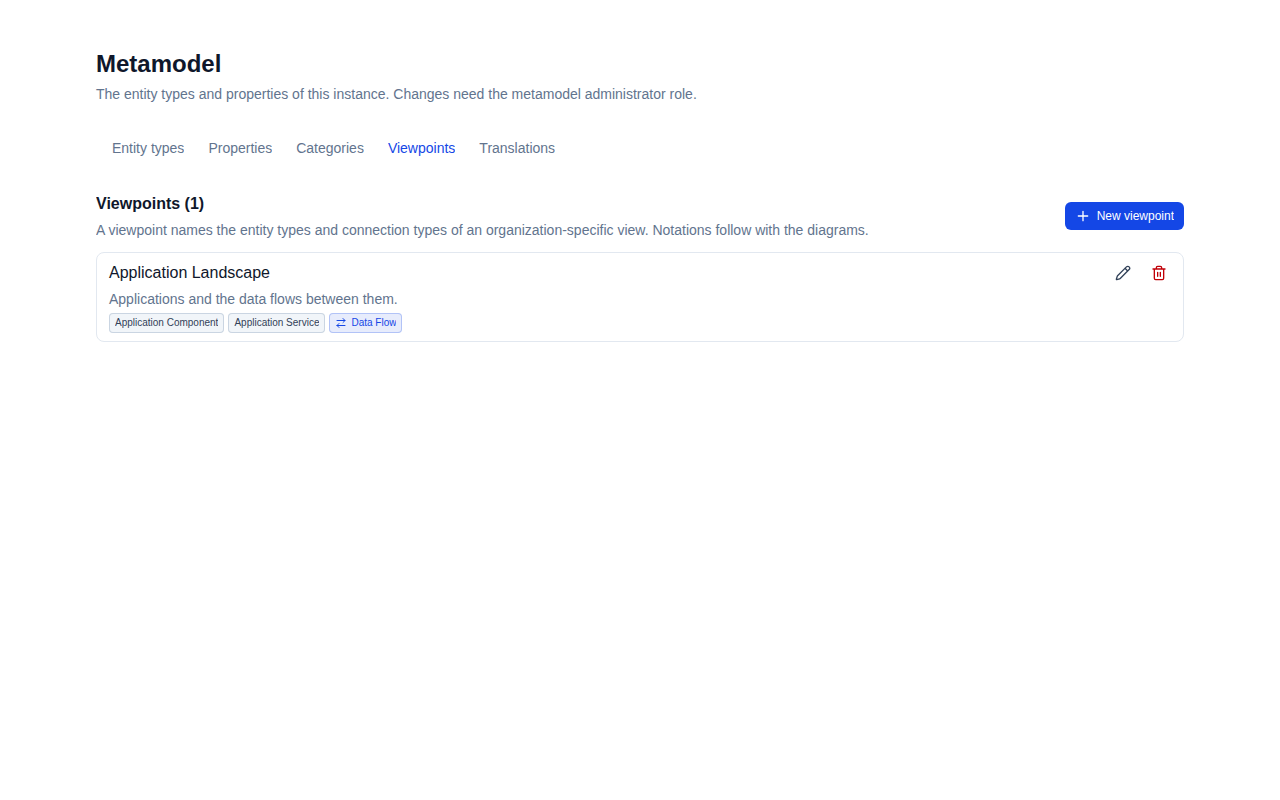 Metamodel
The entity types and properties of this instance. Changes need the metamodel administrator role.
Entity types Properties Categories Viewpoints Translations
Viewpoints (1)
New viewpoint
A viewpoint names the entity types and connection types of an organization-specific view. Notations follow with the diagrams.
Application Landscape
Applications and the data flows between them.
Application Component Application Service Data Flow